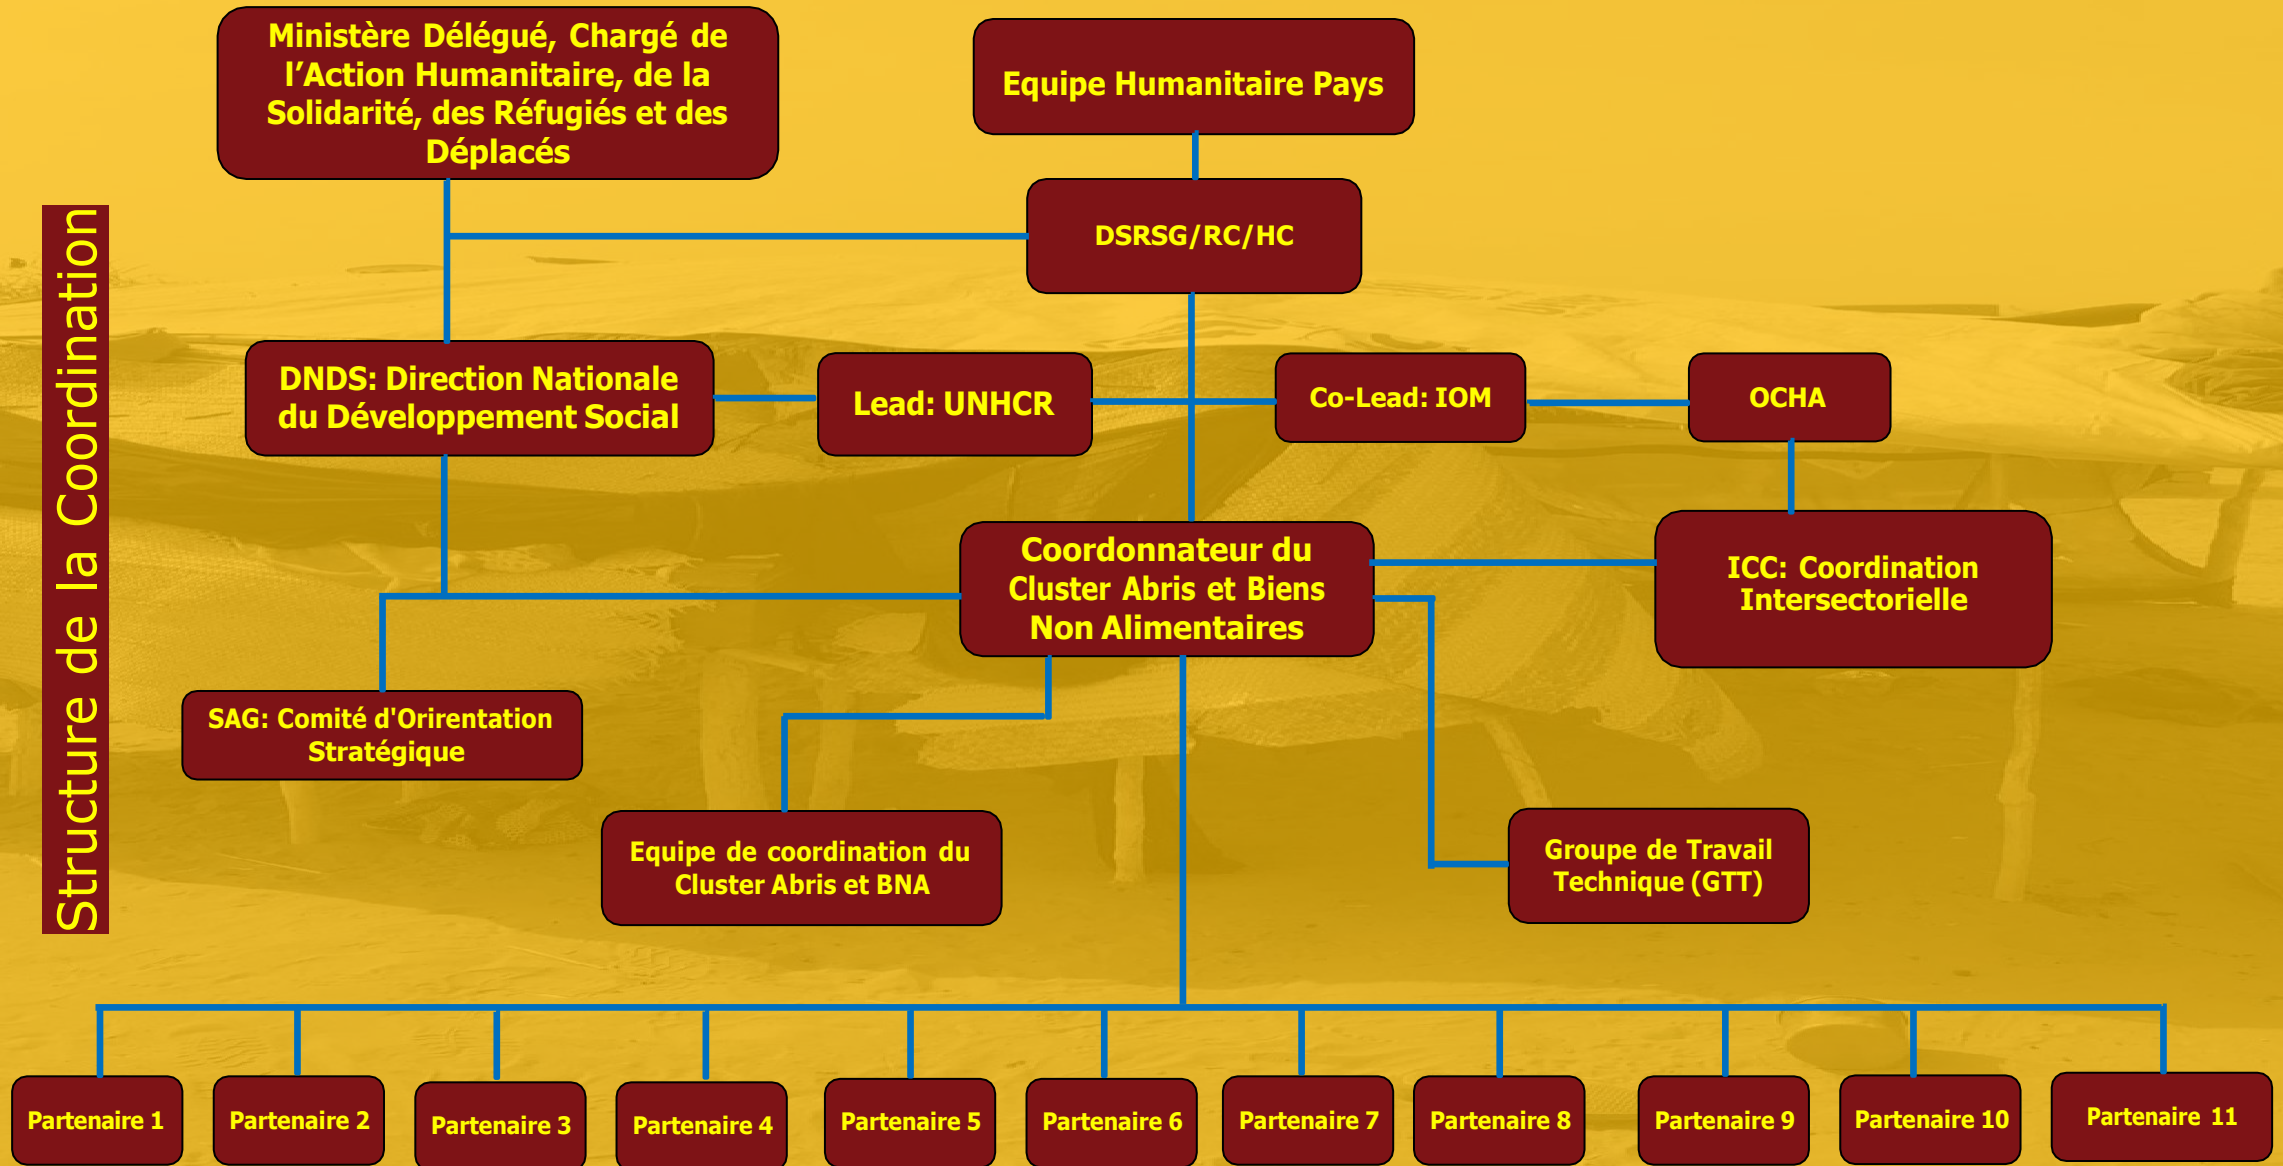 Structure de la Coordination
Ministère Délégué, Chargé de
l’Action Humanitaire, de la
Solidarité, des Réfugiés et des
Déplacés
Equipe Humanitaire Pays
DSRSG/RC/HC
DNDS: Direction Nationale
du Développement Social
Lead: UNHCR
Co-Lead: IOM
OCHA
Coordonnateur du
Cluster Abris et Biens
Non Alimentaires
ICC: Coordination
Intersectorielle
SAG: Comité d'Orirentation
Stratégique
Equipe de coordination du
Cluster Abris et BNA
Groupe de Travail
Technique (GTT)
Partenaire 1
Partenaire 2
Partenaire 3
Partenaire 4
Partenaire 5
Partenaire 6
Partenaire 7
Partenaire 8
Partenaire 9
Partenaire 10
Partenaire 11